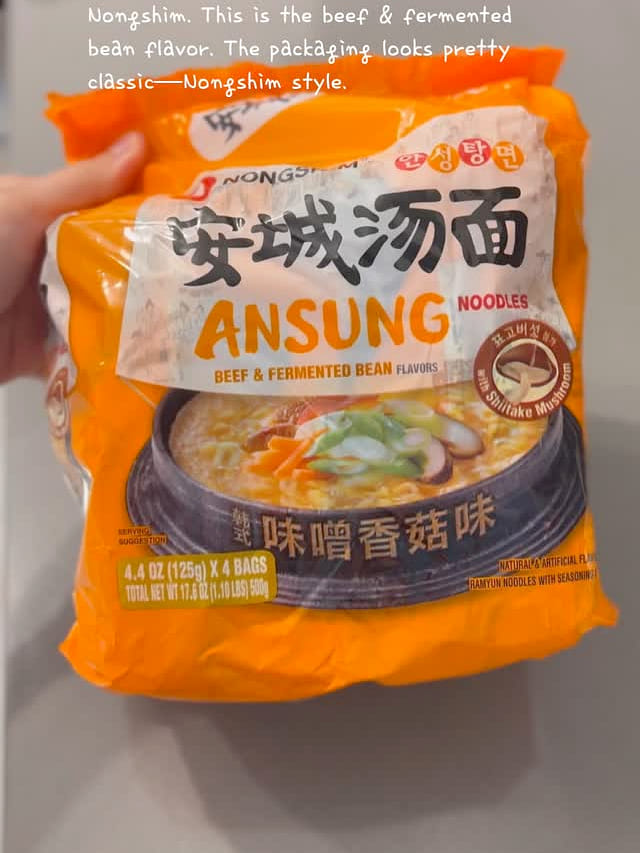 Nongshim. This is the beef & fermented
bean flavor. The packaging looks pretty
classic—Nongshim style.
NONGSHIM
안성탕면
安城汤面
ANSUNG
NOODLES
BEEF & FERMENTED BEAN FLAVORS
표고버섯
with Shiitake Mushroom
韩式
味噌香菇味
SERVING
SUGGESTION
4.4 OZ (125g) X 4 BAGS
TOTAL NET WT 17.6 OZ (1.10 LBS) 500g
NATURAL & ARTIFICIAL
RAMYUN NOODLES WITH SEASONING